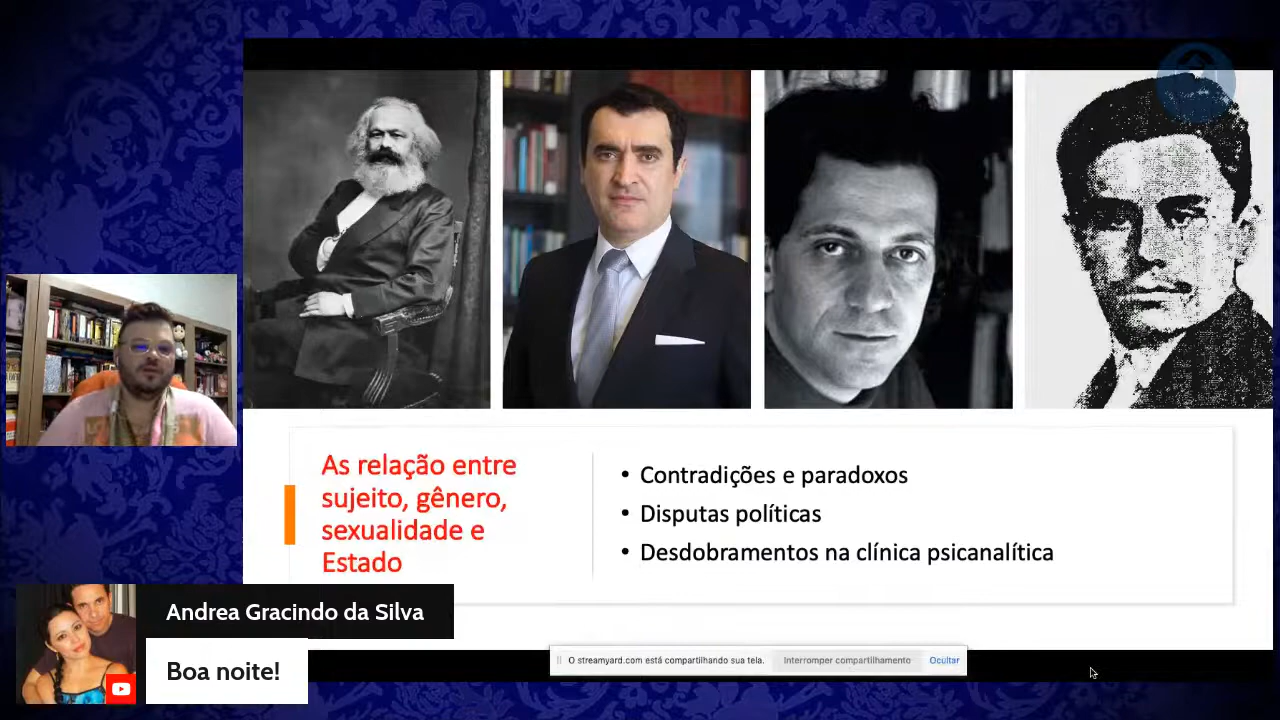 As relação entre
sujeito, gênero,
sexualidade e
Estado
• Contradições e paradoxos
• Disputas políticas
• Desdobramentos na clínica psicanalítica
Andrea Gracindo da Silva
Boa noite!
O streamyard.com está compartilhando sua tela.
Interromper compartilhamento
Ocultar